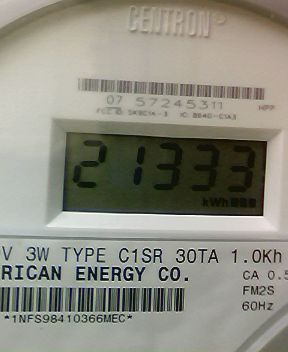 CENTRON
07 57245311 HPP
21333
kWh
V 3W TYPE C1SR 30TA 1.0Kh
RICAN ENERGY CO. CA 0.5
FM2S
*1NFS98410366MEC* 60Hz